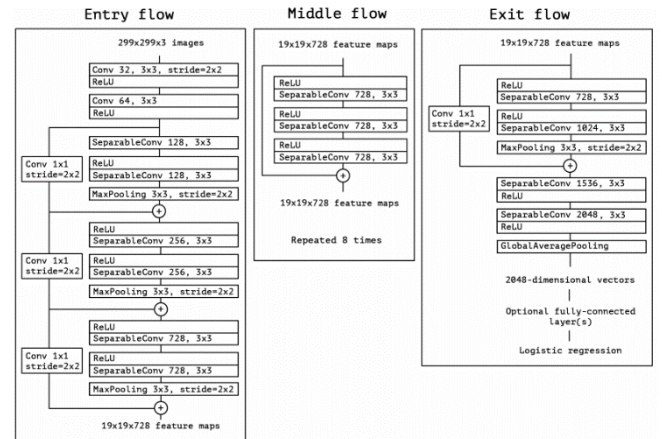 Entry flow
299x299x3 images
Conv 32, 3x3, stride=2x2
ReLU
Conv 64, 3x3
ReLU
SeparableConv 128, 3x3
Conv 1x1
stride=2x2
ReLU
SeparableConv 128, 3x3
MaxPooling 3x3, stride=2x2
+
ReLU
SeparableConv 256, 3x3
Conv 1x1
stride=2x2
ReLU
SeparableConv 256, 3x3
MaxPooling 3x3, stride=2x2
+
ReLU
SeparableConv 728, 3x3
Conv 1x1
stride=2x2
ReLU
SeparableConv 728, 3x3
MaxPooling 3x3, stride=2x2
+
19x19x728 feature maps
Middle flow
19x19x728 feature maps
ReLU
SeparableConv 728, 3x3
ReLU
SeparableConv 728, 3x3
ReLU
SeparableConv 728, 3x3
+
19x19x728 feature maps
Repeated 8 times
Exit flow
19x19x728 feature maps
ReLU
SeparableConv 728, 3x3
Conv 1x1
stride=2x2
ReLU
SeparableConv 1024, 3x3
MaxPooling 3x3, stride=2x2
+
SeparableConv 1536, 3x3
ReLU
SeparableConv 2048, 3x3
ReLU
GlobalAveragePooling
2048-dimensional vectors
Optional fully-connected
layer(s)
Logistic regression